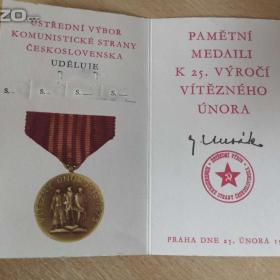 ÚSTŘEDNÍ VÝBOR
KOMUNISTICKÉ STRANY
ČESKOSLOVENSKA
UDĚLUJE
S. S. S. S.
PAMĚTNÍ
MEDAILI
K 25. VÝROČÍ
VÍTĚZNÉHO
ÚNORA
PRAHA DNE 25. ÚNORA